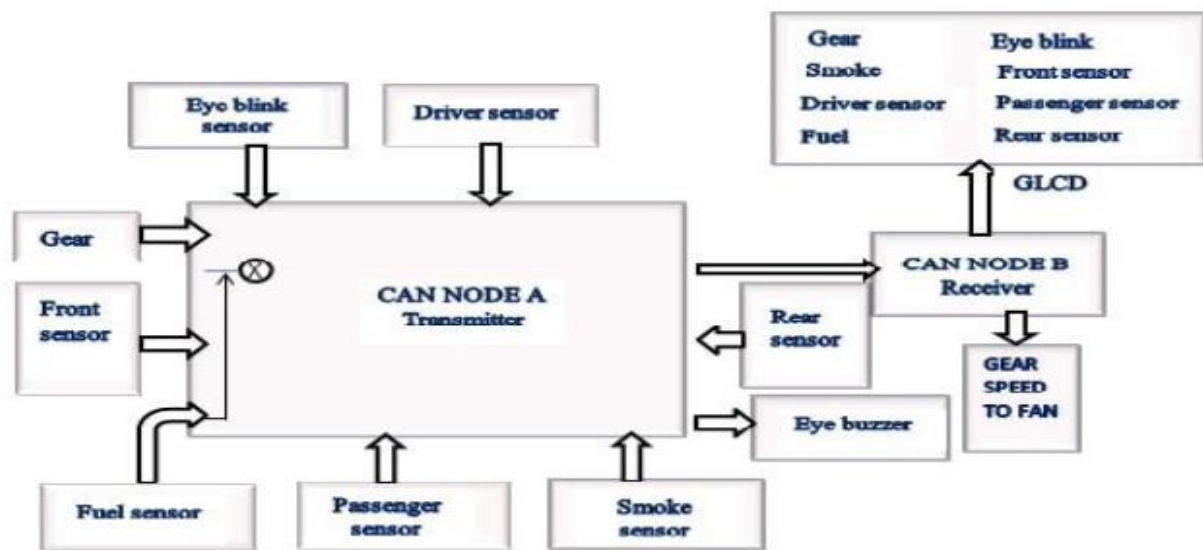 Gear Eye blink
Smoke Front sensor
Driver sensor Passenger sensor
Fuel Rear sensor
GLCD
Eye blink
sensor
Driver sensor
Gear
Front
sensor
CAN NODE A
Transmitter
CAN NODE B
Receiver
Rear
sensor
GEAR
SPEED
TO FAN
Eye buzzer
Fuel sensor
Passenger
sensor
Smoke
sensor